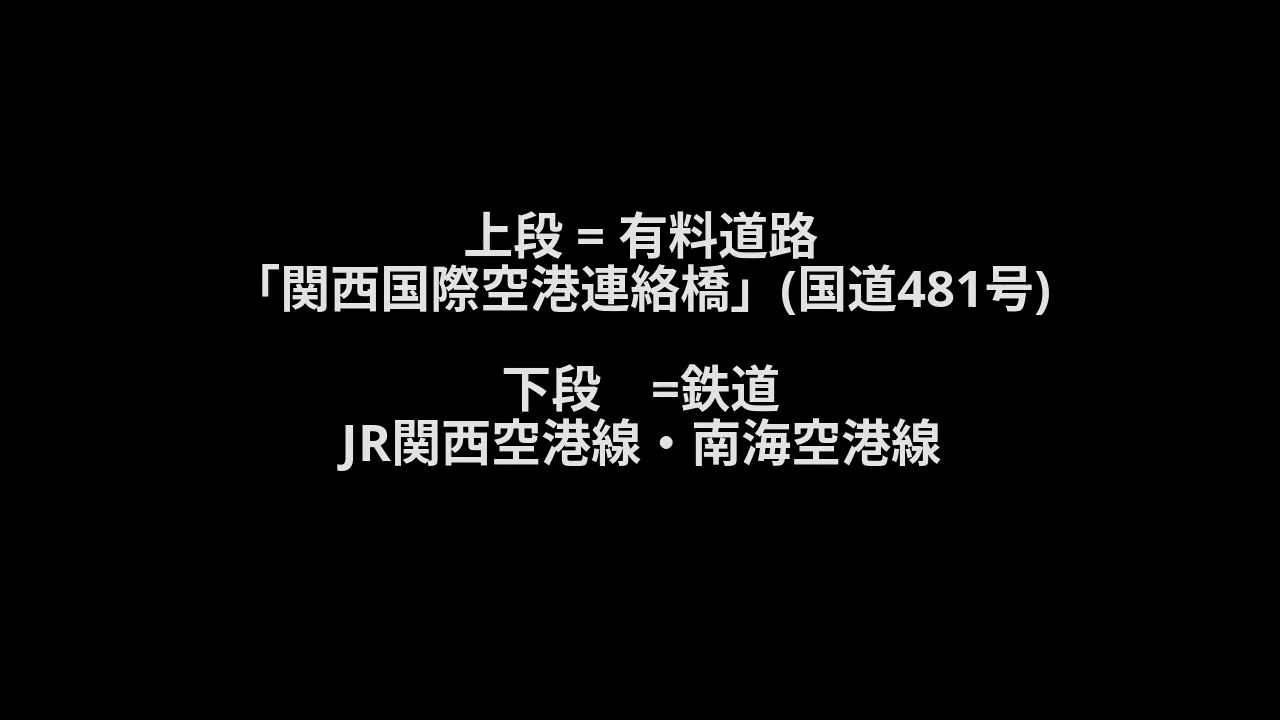 上段 = 有料道路
「関西国際空港連絡橋」(国道481号)
下段　=鉄道
JR関西空港線・南海空港線